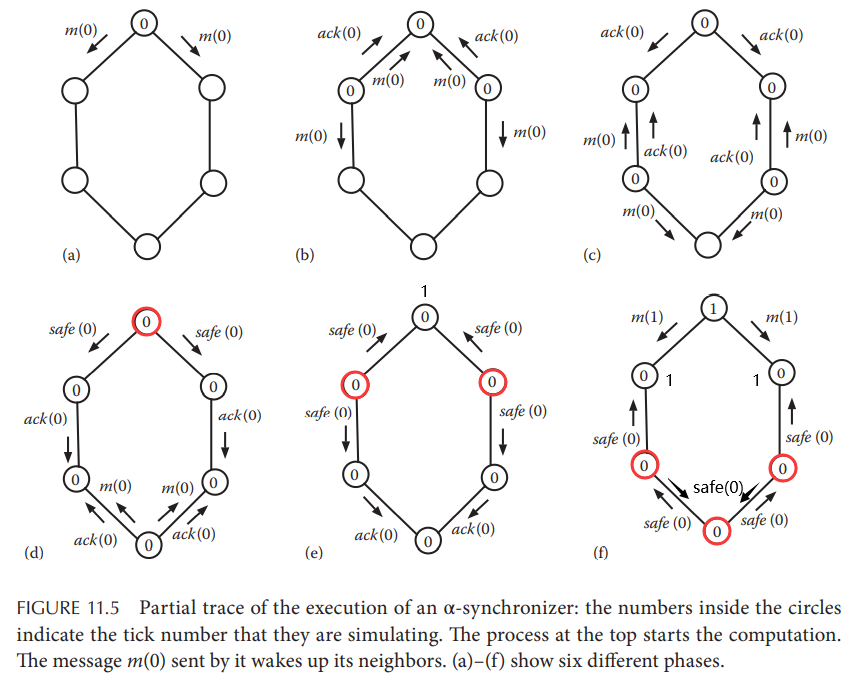 0
m(0) m(0)
(a)
0
ack(0) ack(0)
m(0) m(0)
0 0
m(0) m(0)
(b)
0
ack(0) ack(0)
0 0
m(0) m(0)
ack(0) ack(0)
0 0
m(0) m(0)
(c)
0
safe (0) safe (0)
0 0
ack(0) ack(0)
0 0
m(0) m(0)
ack(0) ack(0)
0
(d)
1
0
safe (0) safe (0)
0 0
safe (0) safe (0)
0 0
ack(0) ack(0)
0
(e)
1
m(1) m(1)
0 1 1 0
safe (0) safe (0)
0 0
safe(0)
safe (0) safe (0)
0
(f)
FIGURE 11.5 Partial trace of the execution of an α-synchronizer: the numbers inside the circles
indicate the tick number that they are simulating. The process at the top starts the computation.
The message m(0) sent by it wakes up its neighbors. (a)–(f) show six different phases.